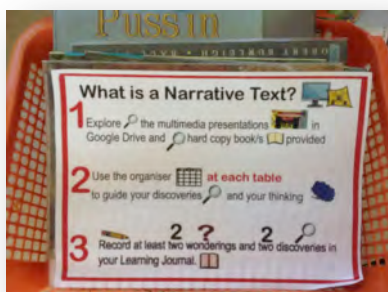 Puss in
ROBERT BURLEIGH
What is a Narrative Text?
1
Explore the multimedia presentations in
Google Drive and hard copy book/s provided
2
Use the organiser at each table
to guide your discoveries and your thinking
2 ? 2
3
Record at least two wonderings and two discoveries in
your Learning Journal.